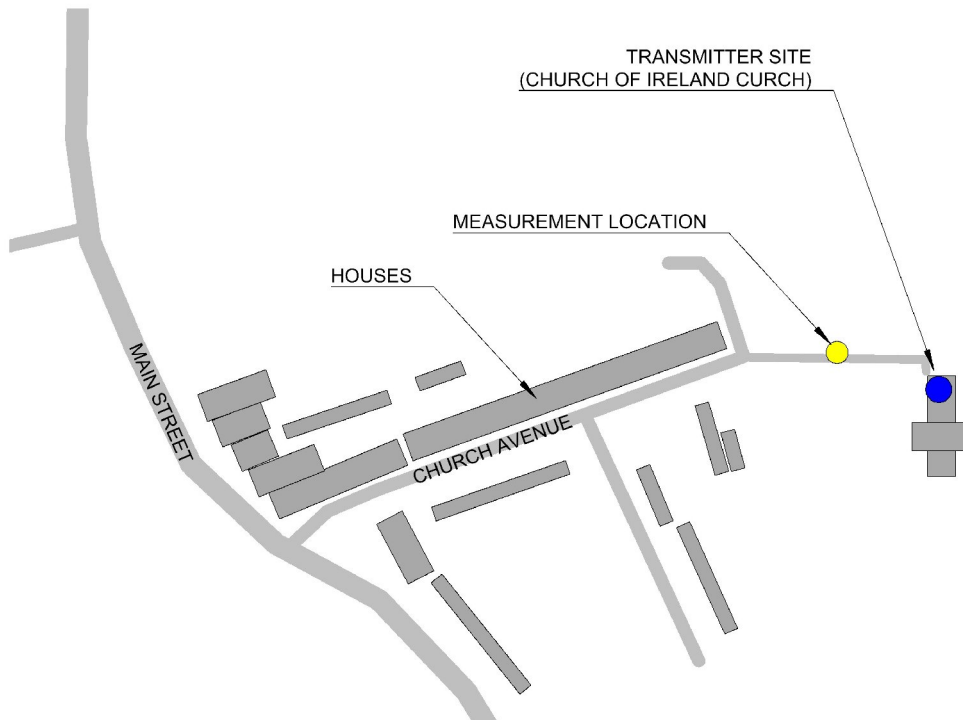 TRANSMITTER SITE
(CHURCH OF IRELAND CURCH)
MEASUREMENT LOCATION
HOUSES
MAIN STREET
CHURCH AVENUE